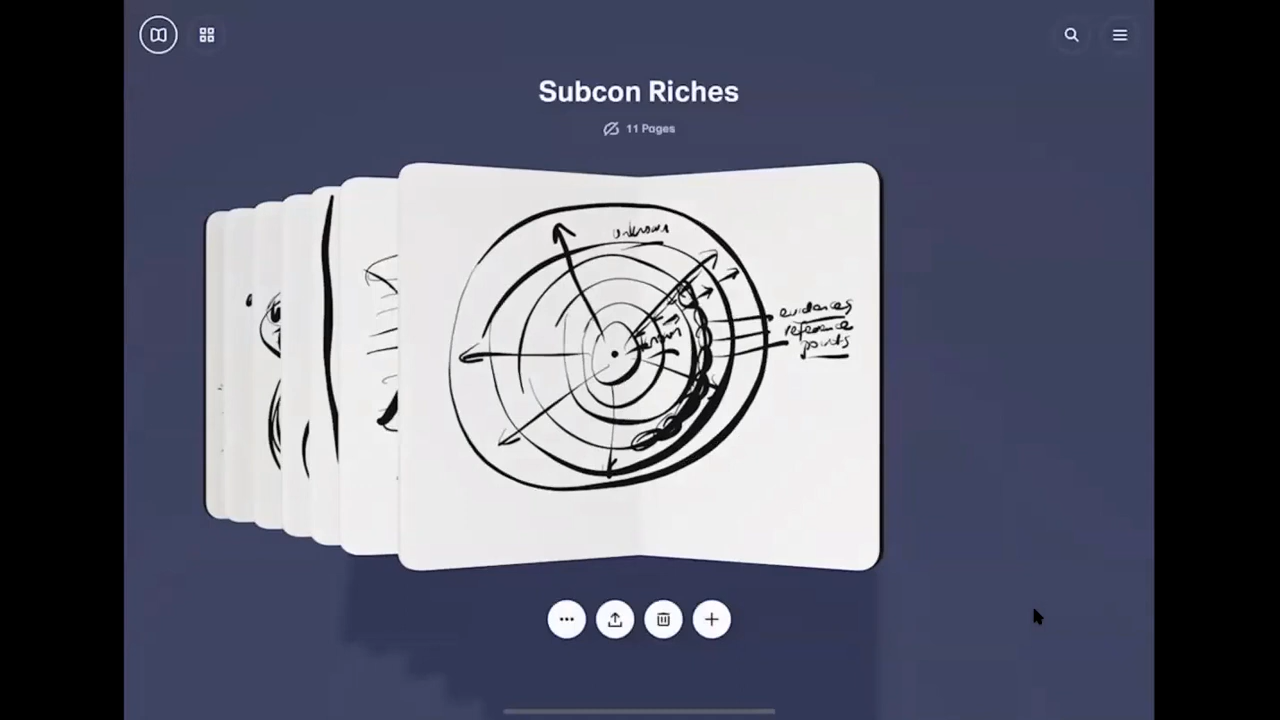 Subcon Riches
11 Pages
unknown
evidences
reference
points